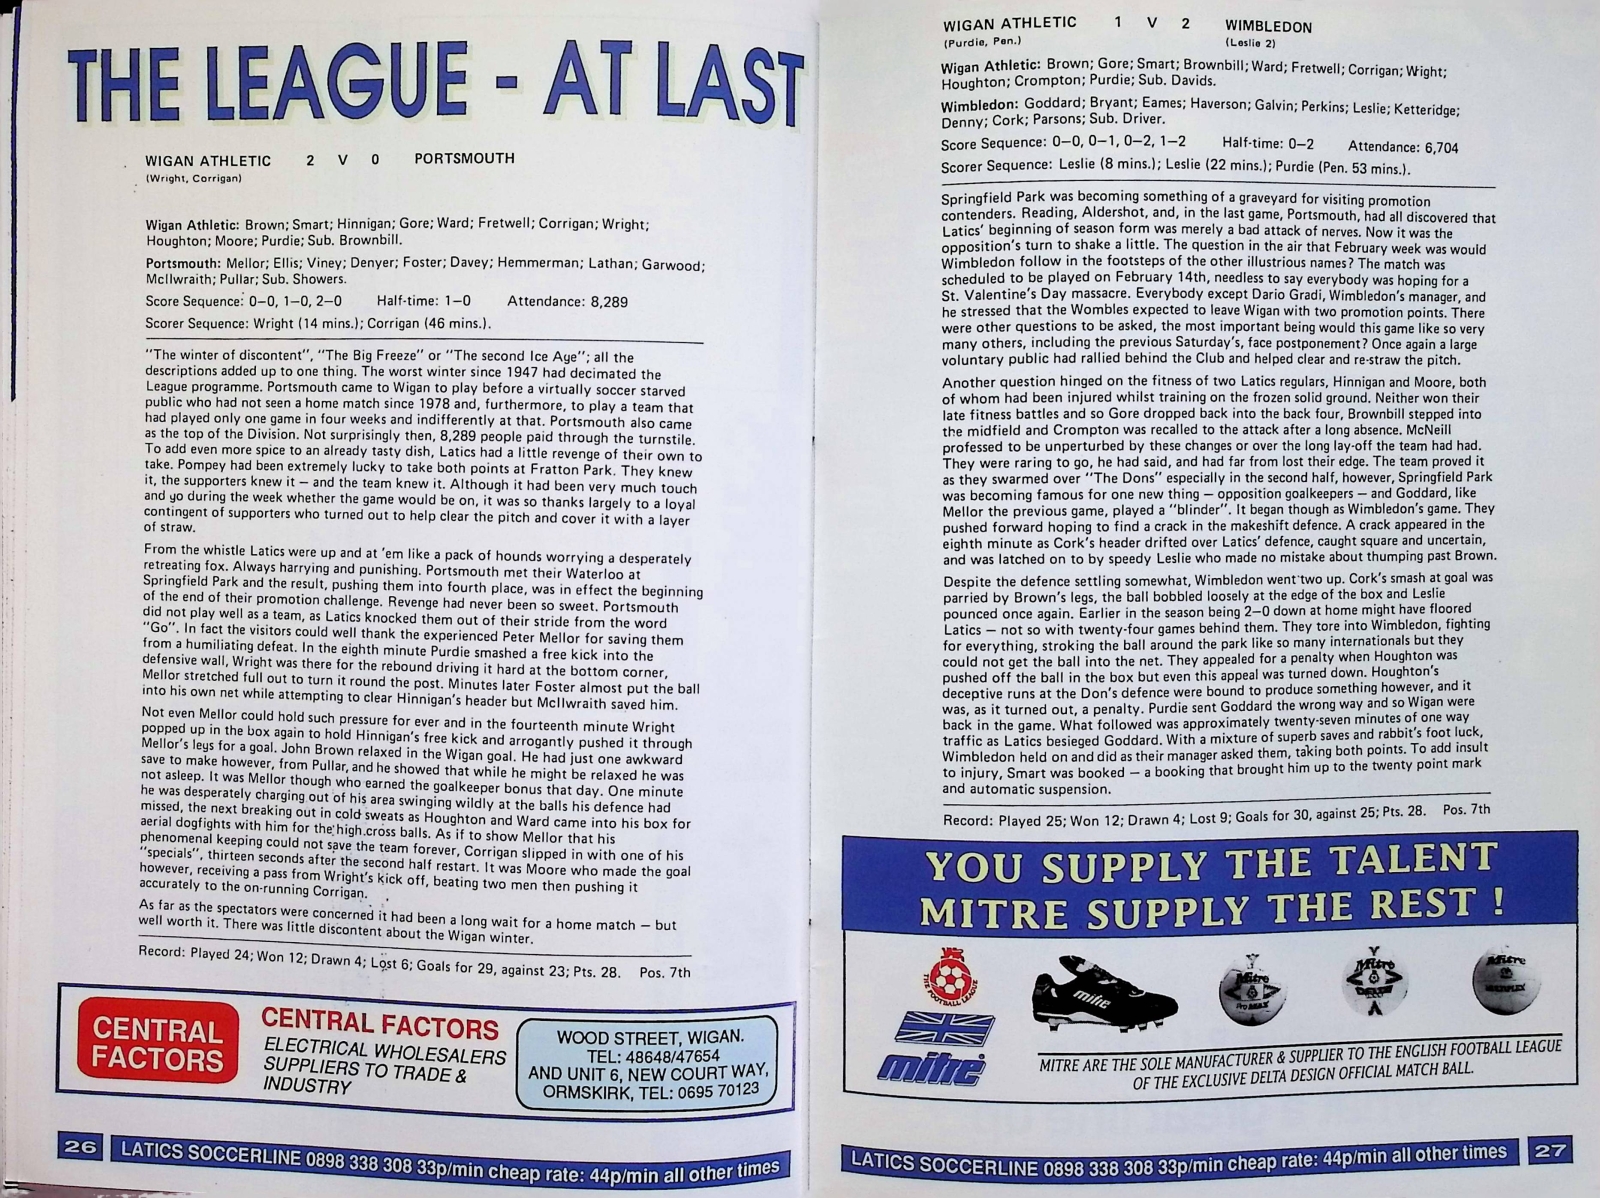 THE LEAGUE - AT LAST
WIGAN ATHLETIC 2 V 0 PORTSMOUTH
(Wright, Corrigan)
Wigan Athletic: Brown; Smart; Hinnigan; Gore; Ward; Fretwell; Corrigan; Wright;
Houghton; Moore; Purdie; Sub. Brownbill.
Portsmouth: Mellor; Ellis; Viney; Denyer; Foster; Davey; Hemmerman; Lathan; Garwood;
McIlwraith; Pullar; Sub. Showers.
Score Sequence: 0—0, 1—0, 2—0 Half-time: 1—0 Attendance: 8,289
Scorer Sequence: Wright (14 mins.); Corrigan (46 mins.).
"The winter of discontent", "The Big Freeze" or "The second Ice Age"; all the
descriptions added up to one thing. The worst winter since 1947 had decimated the
League programme. Portsmouth came to Wigan to play before a virtually soccer starved
public who had not seen a home match since 1978 and, furthermore, to play a team that
had played only one game in four weeks and indifferently at that. Portsmouth also came
as the top of the Division. Not surprisingly then, 8,289 people paid through the turnstile.
To add even more spice to an already tasty dish, Latics had a little revenge of their own to
take. Pompey had been extremely lucky to take both points at Fratton Park. They knew
it, the supporters knew it — and the team knew it. Although it had been very much touch
and go during the week whether the game would be on, it was so thanks largely to a loyal
contingent of supporters who turned out to help clear the pitch and cover it with a layer
of straw.
From the whistle Latics were up and at 'em like a pack of hounds worrying a desperately
retreating fox. Always harrying and punishing. Portsmouth met their Waterloo at
Springfield Park and the result, pushing them into fourth place, was in effect the beginning
of the end of their promotion challenge. Revenge had never been so sweet. Portsmouth
did not play well as a team, as Latics knocked them out of their stride from the word
"Go". In fact the visitors could well thank the experienced Peter Mellor for saving them
from a humiliating defeat. In the eighth minute Purdie smashed a free kick into the
defensive wall, Wright was there for the rebound driving it hard at the bottom corner,
Mellor stretched full out to turn it round the post. Minutes later Foster almost put the ball
into his own net while attempting to clear Hinnigan's header but McIlwraith saved him.
Not even Mellor could hold such pressure for ever and in the fourteenth minute Wright
popped up in the box again to hold Hinnigan's free kick and arrogantly pushed it through
Mellor's legs for a goal. John Brown relaxed in the Wigan goal. He had just one awkward
save to make however, from Pullar, and he showed that while he might be relaxed he was
not asleep. It was Mellor though who earned the goalkeeper bonus that day. One minute
he was desperately charging out of his area swinging wildly at the balls his defence had
missed, the next breaking out in cold sweats as Houghton and Ward came into his box for
aerial dogfights with him for the high cross balls. As if to show Mellor that his
phenomenal keeping could not save the team forever, Corrigan slipped in with one of his
"specials", thirteen seconds after the second half restart. It was Moore who made the goal
however, receiving a pass from Wright's kick off, beating two men then pushing it
accurately to the on-running Corrigan.
As far as the spectators were concerned it had been a long wait for a home match — but
well worth it. There was little discontent about the Wigan winter.
Record: Played 24; Won 12; Drawn 4; Lost 6; Goals for 29, against 23; Pts. 28. Pos. 7th
CENTRAL
FACTORS
CENTRAL FACTORS
ELECTRICAL WHOLESALERS
SUPPLIERS TO TRADE &
INDUSTRY
WOOD STREET, WIGAN.
TEL: 48648/47654
AND UNIT 6, NEW COURT WAY,
ORMSKIRK, TEL: 0695 70123
26 LATICS SOCCERLINE 0898 338 308 33p/min cheap rate: 44p/min all other times
WIGAN ATHLETIC 1 V 2 WIMBLEDON
(Purdie, Pen.) (Leslie 2)
Wigan Athletic: Brown; Gore; Smart; Brownbill; Ward; Fretwell; Corrigan; Wright;
Houghton; Crompton; Purdie; Sub. Davids.
Wimbledon: Goddard; Bryant; Eames; Haverson; Galvin; Perkins; Leslie; Ketteridge;
Denny; Cork; Parsons; Sub. Driver.
Score Sequence: 0—0, 0—1, 0—2, 1—2 Half-time: 0—2 Attendance: 6,704
Scorer Sequence: Leslie (8 mins.); Leslie (22 mins.); Purdie (Pen. 53 mins.).
Springfield Park was becoming something of a graveyard for visiting promotion
contenders. Reading, Aldershot, and, in the last game, Portsmouth, had all discovered that
Latics' beginning of season form was merely a bad attack of nerves. Now it was the
opposition's turn to shake a little. The question in the air that February week was would
Wimbledon follow in the footsteps of the other illustrious names? The match was
scheduled to be played on February 14th, needless to say everybody was hoping for a
St. Valentine's Day massacre. Everybody except Dario Gradi, Wimbledon's manager, and
he stressed that the Wombles expected to leave Wigan with two promotion points. There
were other questions to be asked, the most important being would this game like so very
many others, including the previous Saturday's, face postponement? Once again a large
voluntary public had rallied behind the Club and helped clear and re-straw the pitch.
Another question hinged on the fitness of two Latics regulars, Hinnigan and Moore, both
of whom had been injured whilst training on the frozen solid ground. Neither won their
late fitness battles and so Gore dropped back into the back four, Brownbill stepped into
the midfield and Crompton was recalled to the attack after a long absence. McNeill
professed to be unperturbed by these changes or over the long lay-off the team had had.
They were raring to go, he had said, and had far from lost their edge. The team proved it
as they swarmed over "The Dons" especially in the second half, however, Springfield Park
was becoming famous for one new thing — opposition goalkeepers — and Goddard, like
Mellor the previous game, played a "blinder". It began though as Wimbledon's game. They
pushed forward hoping to find a crack in the makeshift defence. A crack appeared in the
eighth minute as Cork's header drifted over Latics' defence, caught square and uncertain,
and was latched on to by speedy Leslie who made no mistake about thumping past Brown.
Despite the defence settling somewhat, Wimbledon went two up. Cork's smash at goal was
parried by Brown's legs, the ball bobbled loosely at the edge of the box and Leslie
pounced once again. Earlier in the season being 2—0 down at home might have floored
Latics — not so with twenty-four games behind them. They tore into Wimbledon, fighting
for everything, stroking the ball around the park like so many internationals but they
could not get the ball into the net. They appealed for a penalty when Houghton was
pushed off the ball in the box but even this appeal was turned down. Houghton's
deceptive runs at the Don's defence were bound to produce something however, and it
was, as it turned out, a penalty. Purdie sent Goddard the wrong way and so Wigan were
back in the game. What followed was approximately twenty-seven minutes of one way
traffic as Latics besieged Goddard. With a mixture of superb saves and rabbit's foot luck,
Wimbledon held on and did as their manager asked them, taking both points. To add insult
to injury, Smart was booked — a booking that brought him up to the twenty point mark
and automatic suspension.
Record: Played 25; Won 12; Drawn 4; Lost 9; Goals for 30, against 25; Pts. 28. Pos. 7th
YOU SUPPLY THE TALENT
MITRE SUPPLY THE REST !
THE FOOTBALL LEAGUE
mitre
mitre
Mitre
PRO MAX
Mitre
DELTA
Mitre
MULTIPLEX
MITRE ARE THE SOLE MANUFACTURER & SUPPLIER TO THE ENGLISH FOOTBALL LEAGUE
OF THE EXCLUSIVE DELTA DESIGN OFFICIAL MATCH BALL.
LATICS SOCCERLINE 0898 338 308 33p/min cheap rate: 44p/min all other times 27